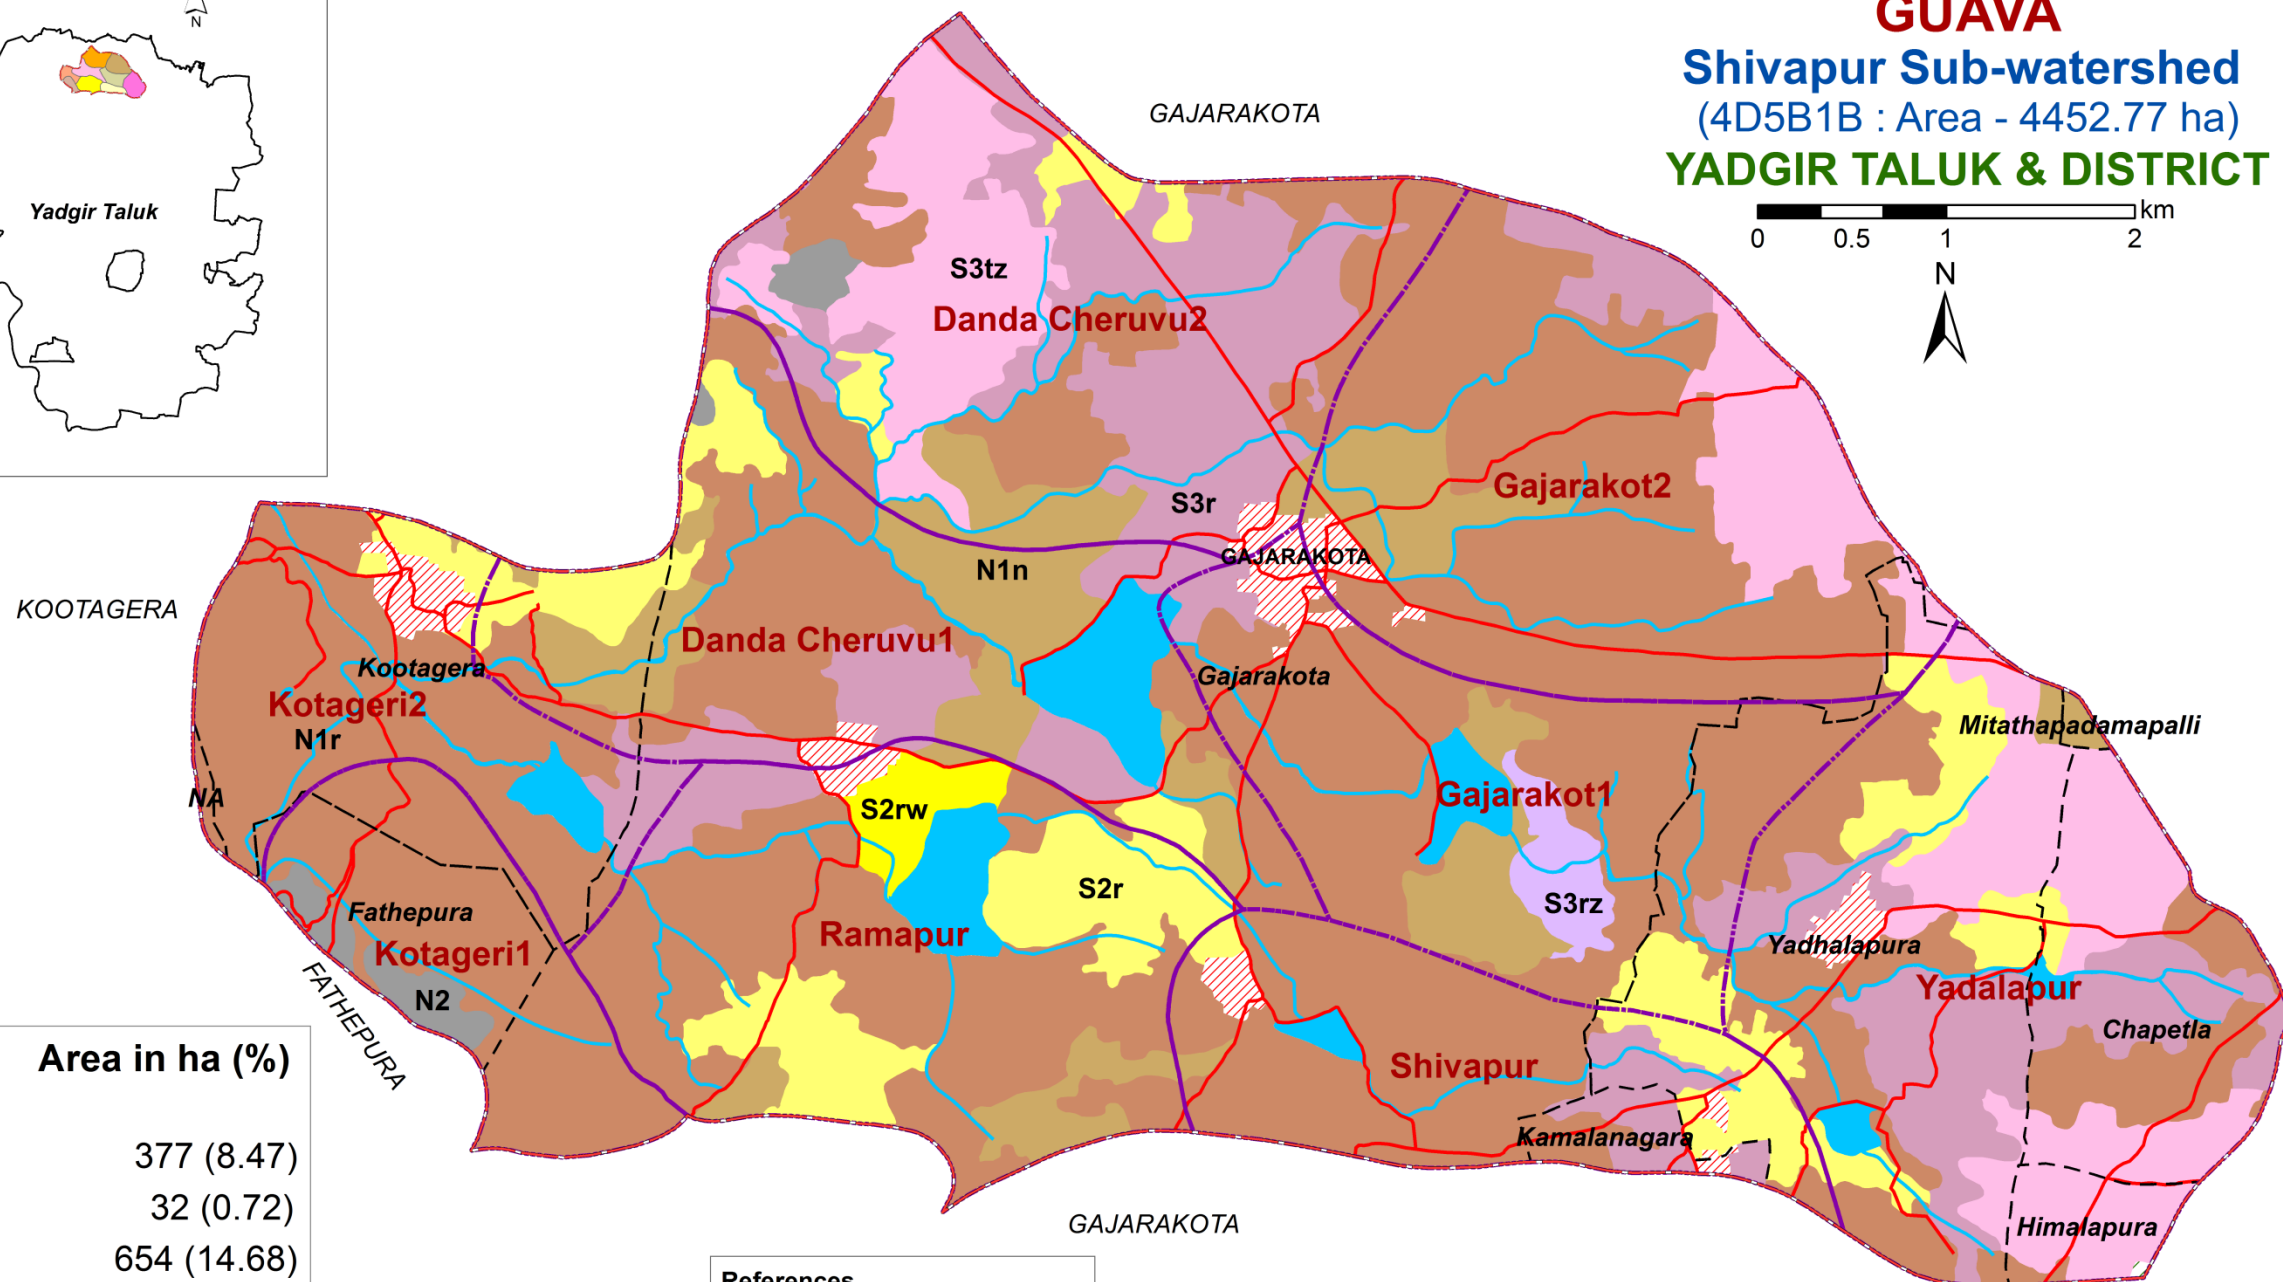 N
GUAVA
Shivapur Sub-watershed
(4D5B1B : Area - 4452.77 ha)
YADGIR TALUK & DISTRICT
km
0 0.5 1 2
N
Yadgir Taluk
GAJARAKOTA
S3tz
Danda Cheruvu2
Gajarakot2
S3r
GAJARAKOTA
N1n
KOOTAGERA
Danda Cheruvu1
Kootagera
Gajarakota
Kotageri2
N1r
Mitathapadamapalli
NA
S2rw
Gajarakot1
S2r
S3rz
Fathepura
Kotageri1
Ramapur
Yadhalapura
Yadalapur
N2
FATHEPURA
Chapetla
Shivapur
Kamalanagara
Himalapura
GAJARAKOTA
Area in ha (%)
377 (8.47)
32 (0.72)
654 (14.68)
References